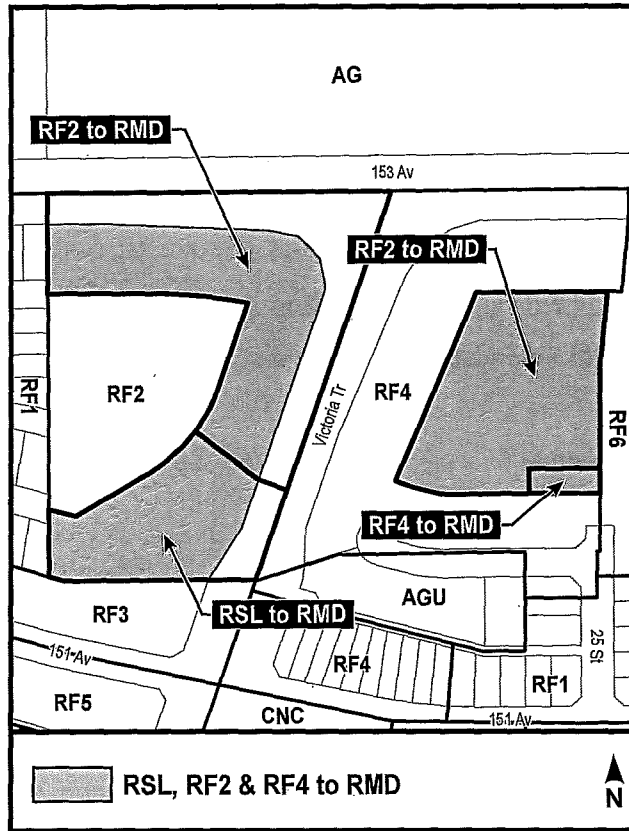 AG
RF2 to RMD
153 Av
RF2 to RMD
RF1
RF2
Victoria Tr
RF4
RF6
RF4 to RMD
RF3
RSL to RMD
AGU
25 St
151 Av
RF4
RF1
RF5
CNC
151 Av
RSL, RF2 & RF4 to RMD
N